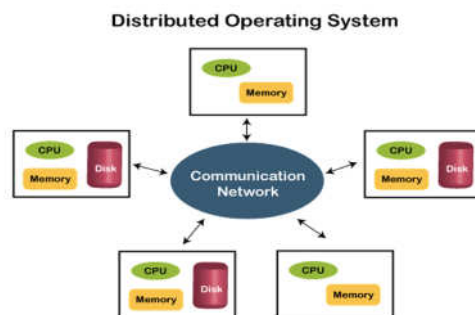 Distributed Operating System
CPU
Memory
CPU
Memory
Disk
Communication
Network
CPU
Memory
Disk
CPU
Memory
Disk
CPU
Memory